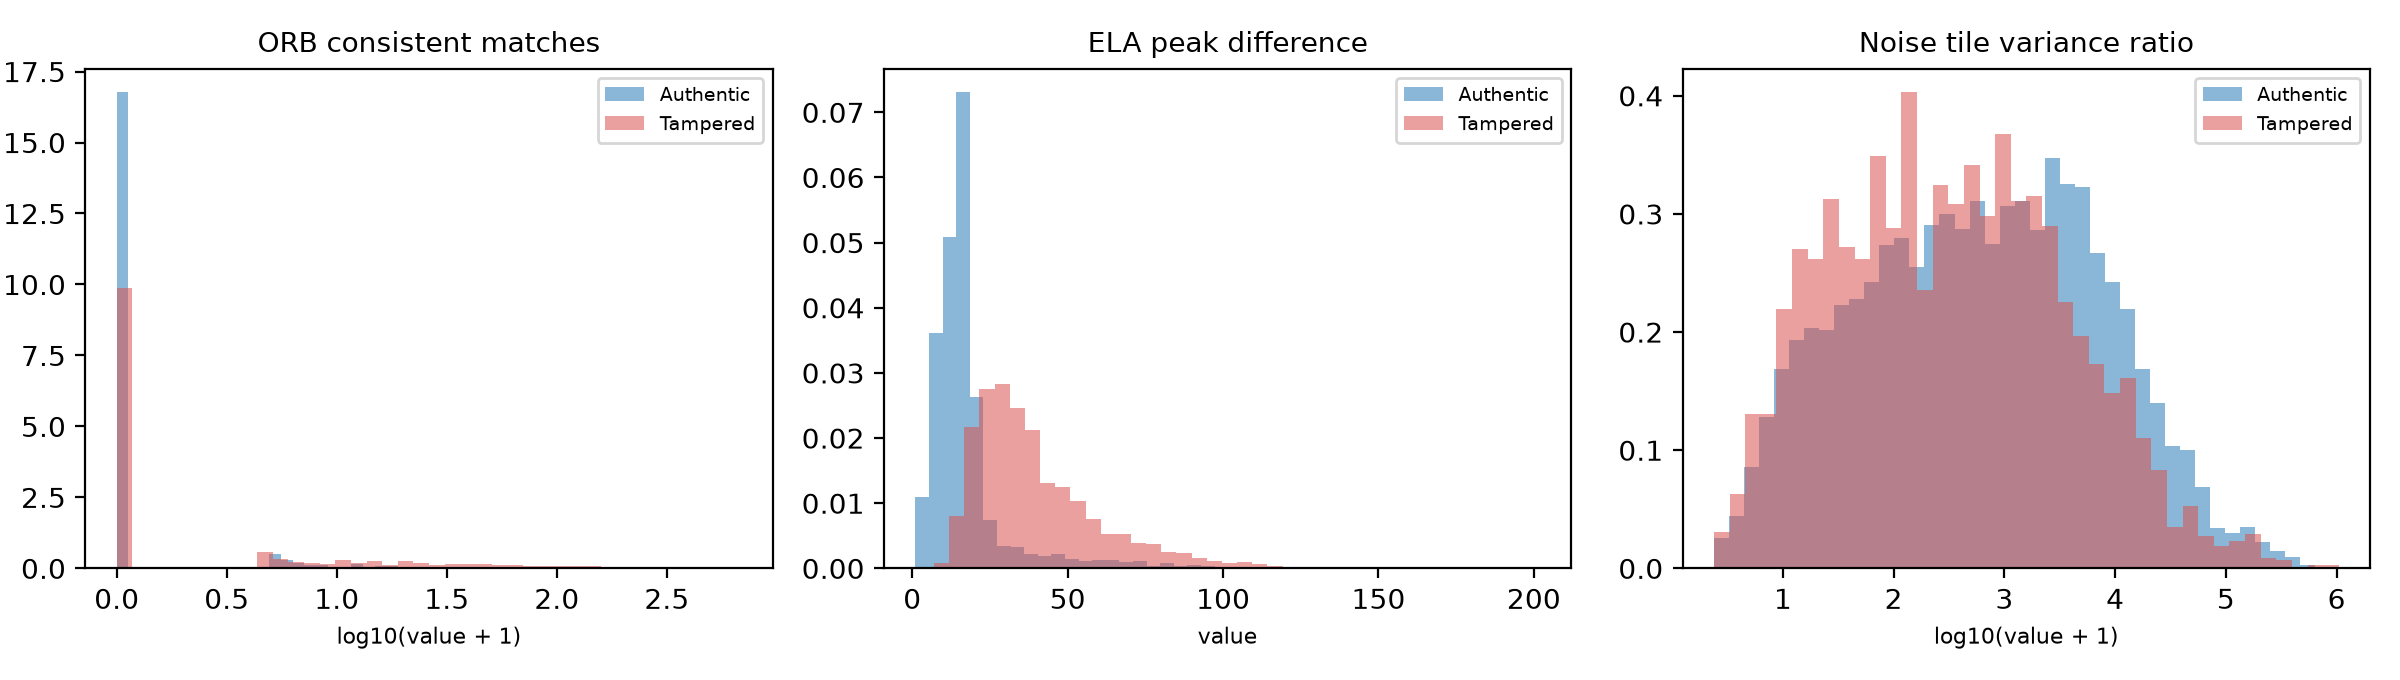 ORB consistent matches
17.5
15.0
12.5
10.0
7.5
5.0
2.5
0.0
0.0 0.5 1.0 1.5 2.0 2.5
log10(value + 1)
Authentic
Tampered
ELA peak difference
0.07
0.06
0.05
0.04
0.03
0.02
0.01
0.00
0 50 100 150 200
value
Authentic
Tampered
Noise tile variance ratio
0.4
0.3
0.2
0.1
0.0
1 2 3 4 5 6
log10(value + 1)
Authentic
Tampered